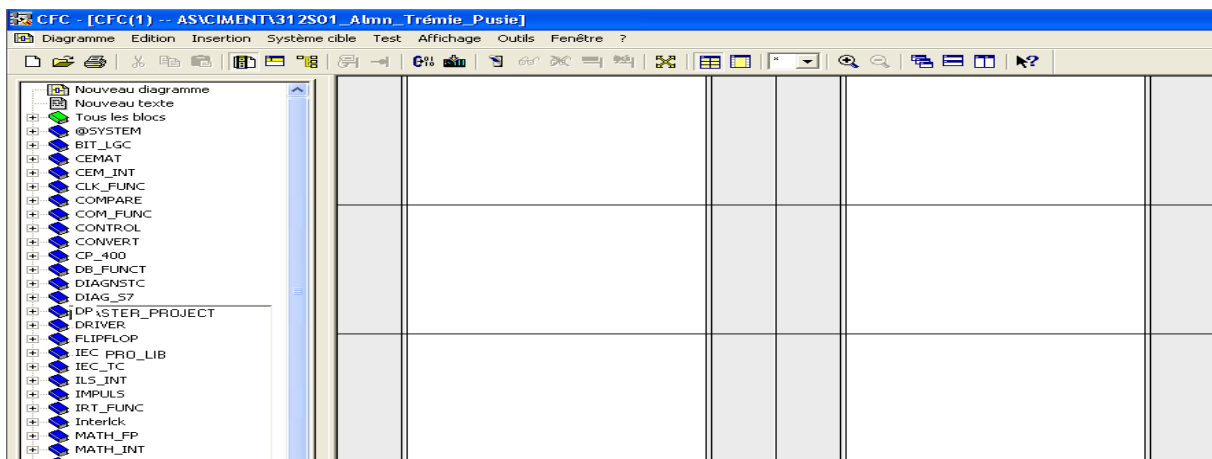 CFC - [CFC(1) -- AS\CIMENT\312S01_Almn_Trémie_Pusie]
Diagramme Edition Insertion Système cible Test Affichage Outils Fenêtre ?
Nouveau diagramme
Nouveau texte
Tous les blocs
@SYSTEM
BIT_LGC
CEMAT
CEM_INT
CLK_FUNC
COMPARE
COM_FUNC
CONTROL
CONVERT
CP_400
DB_FUNCT
DIAGNSTC
DIAG_S7
DP ASTER_PROJECT
DRIVER
FLIPFLOP
IEC PRO_LIB
IEC_TC
ILS_INT
IMPULS
IRT_FUNC
Interlck
MATH_FP
MATH_INT